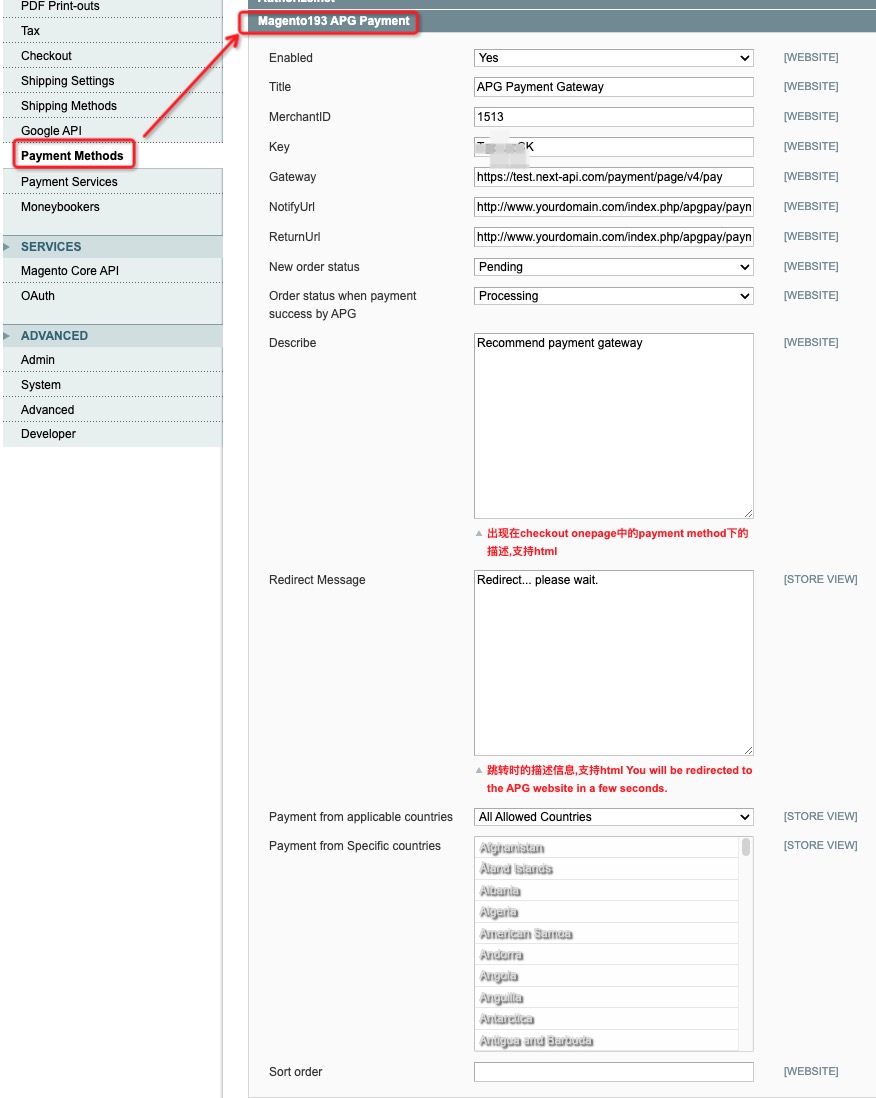 PDF Print-outs
Tax
Checkout
Shipping Settings
Shipping Methods
Google API
Payment Methods
Payment Services
Moneybookers
SERVICES
Magento Core API
OAuth
ADVANCED
Admin
System
Advanced
Developer
Magento193 APG Payment
Enabled Yes [WEBSITE]
Title APG Payment Gateway [WEBSITE]
MerchantID 1513 [WEBSITE]
Key [WEBSITE]
Gateway https://test.next-api.com/payment/page/v4/pay [WEBSITE]
NotifyUrl http://www.yourdomain.com/index.php/apgpay/payn [WEBSITE]
ReturnUrl http://www.yourdomain.com/index.php/apgpay/payn [WEBSITE]
New order status Pending [WEBSITE]
Order status when payment Processing [WEBSITE]
success by APG
Describe Recommend payment gateway [WEBSITE]
出现在checkout onepage中的payment method下的
描述,支持html
Redirect Message Redirect... please wait. [STORE VIEW]
跳转时的描述信息,支持html You will be redirected to
the APG website in a few seconds.
Payment from applicable countries All Allowed Countries [STORE VIEW]
Payment from Specific countries Afghanistan [STORE VIEW]
Åland Islands
Albania
Algeria
American Samoa
Andorra
Angola
Anguilla
Antarctica
Antigua and Barbuda
Sort order [WEBSITE]